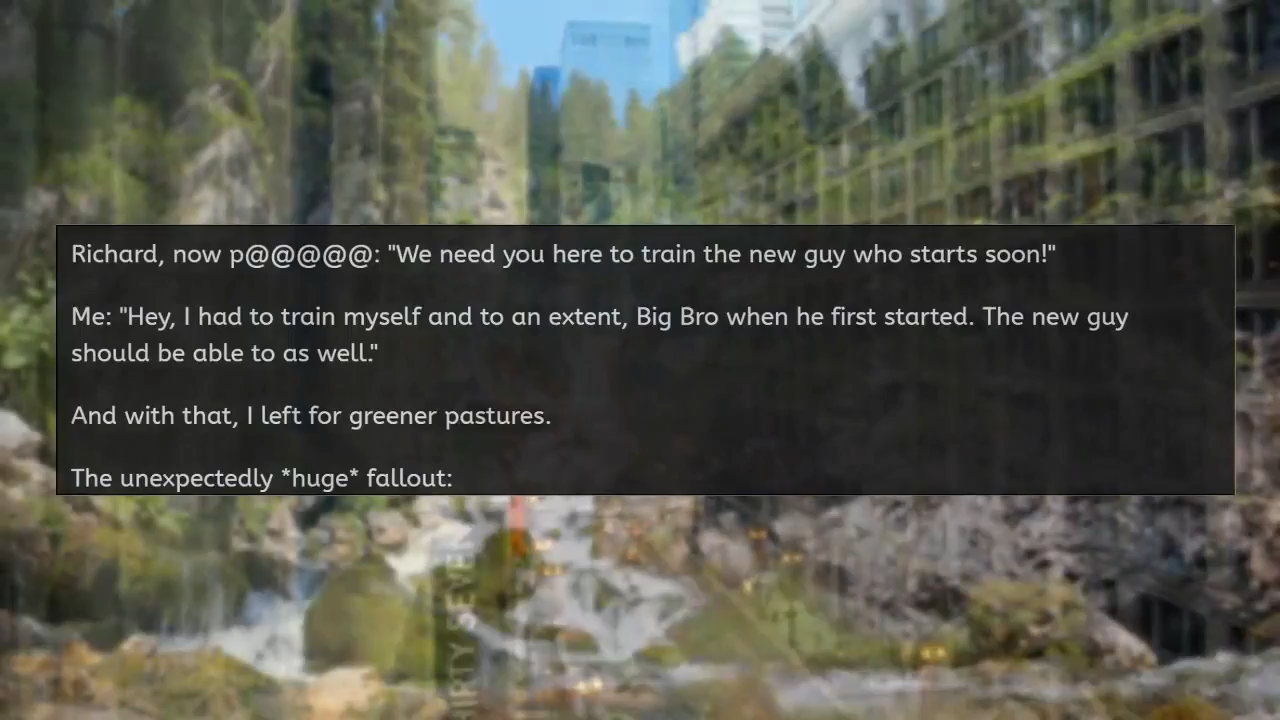 Richard, now p@@@@@: "We need you here to train the new guy who starts soon!"
Me: "Hey, I had to train myself and to an extent, Big Bro when he first started. The new guy
should be able to as well."
And with that, I left for greener pastures.
The unexpectedly *huge* fallout: